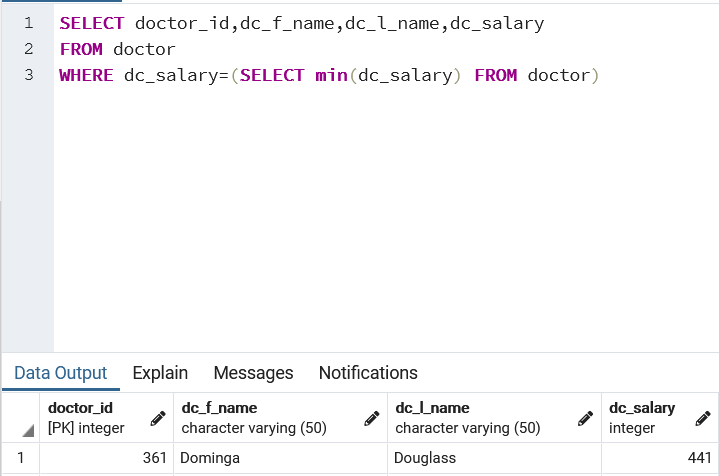 1 SELECT doctor_id,dc_f_name,dc_l_name,dc_salary
2 FROM doctor
3 WHERE dc_salary=(SELECT min(dc_salary) FROM doctor)
Data Output Explain Messages Notifications
doctor_id dc_f_name dc_l_name dc_salary
[PK] integer character varying (50) character varying (50) integer
1 361 Dominga Douglass 441